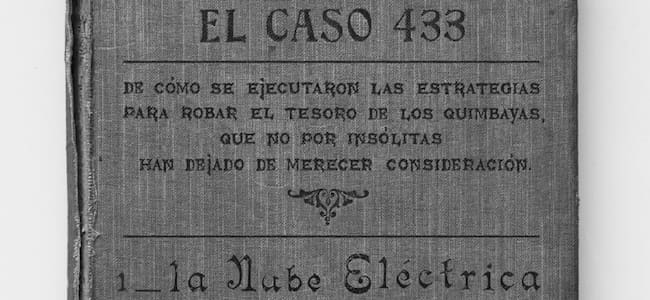 EL CASO 433
DE CÓMO SE EJECUTARON LAS ESTRATEGIAS
PARA ROBAR EL TESORO DE LOS QUIMBAYAS,
QUE NO POR INSÓLITAS
HAN DEJADO DE MERECER CONSIDERACIÓN.
1_la Nube Eléctrica